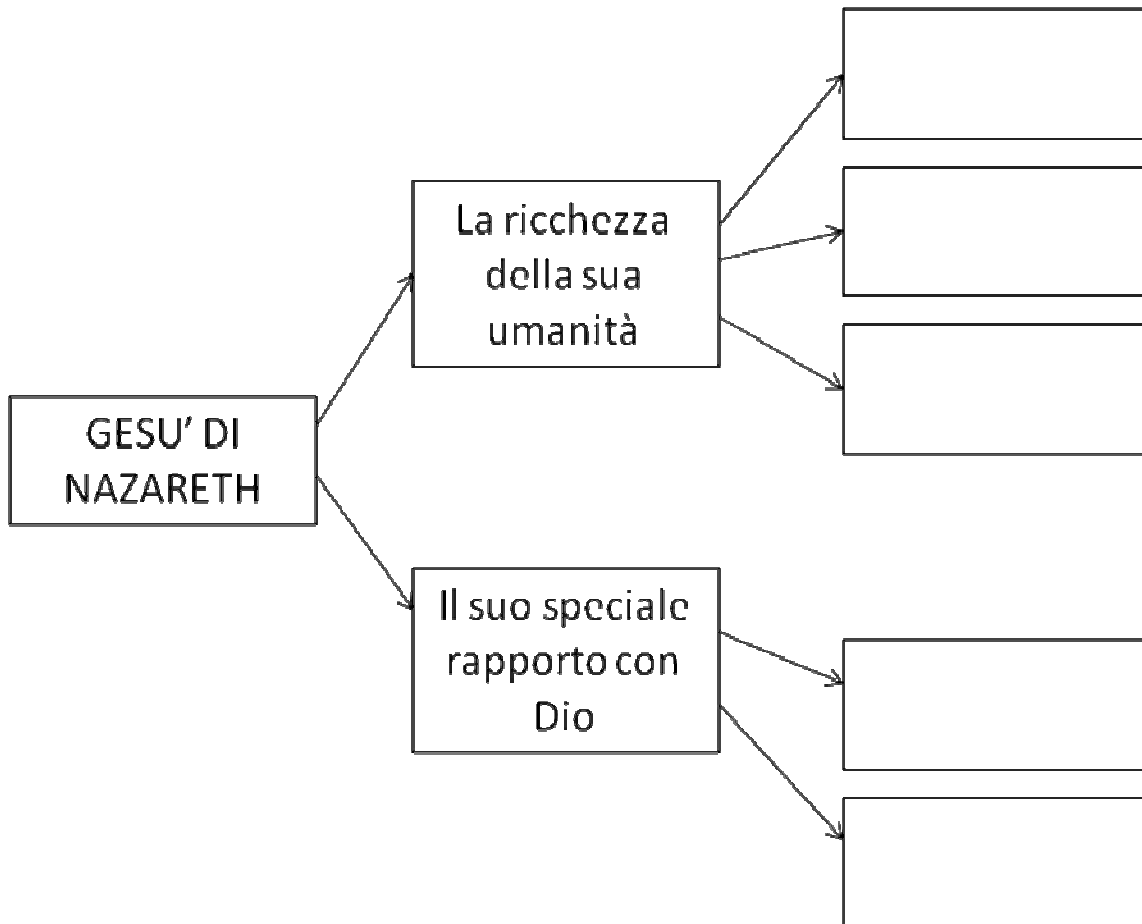 La ricchezza
della sua
umanità
GESU' DI
NAZARETH
Il suo speciale
rapporto con
Dio